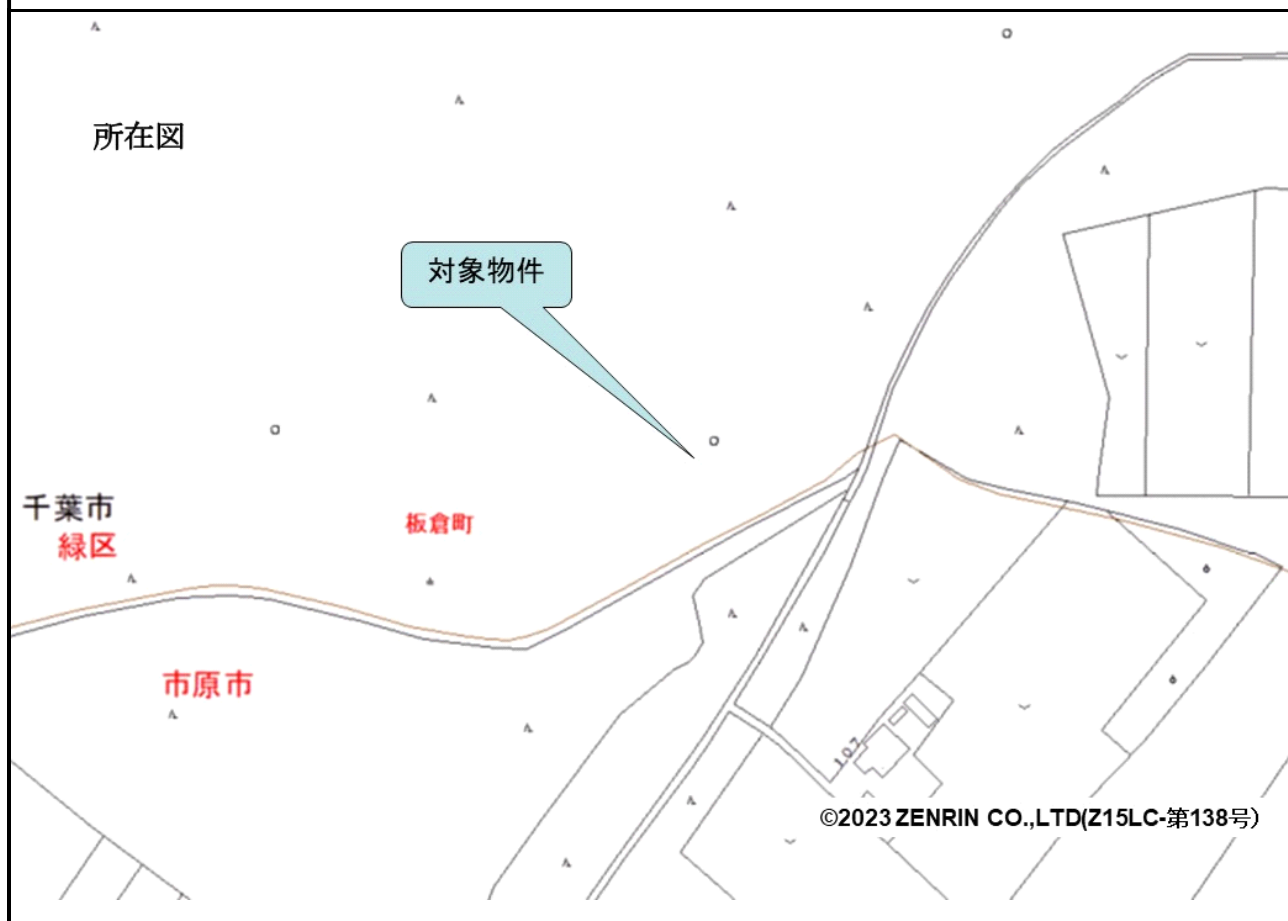 所在図
対象物件
千葉市
緑区
板倉町
市原市
107
©2023 ZENRIN CO.,LTD(Z15LC-第138号)